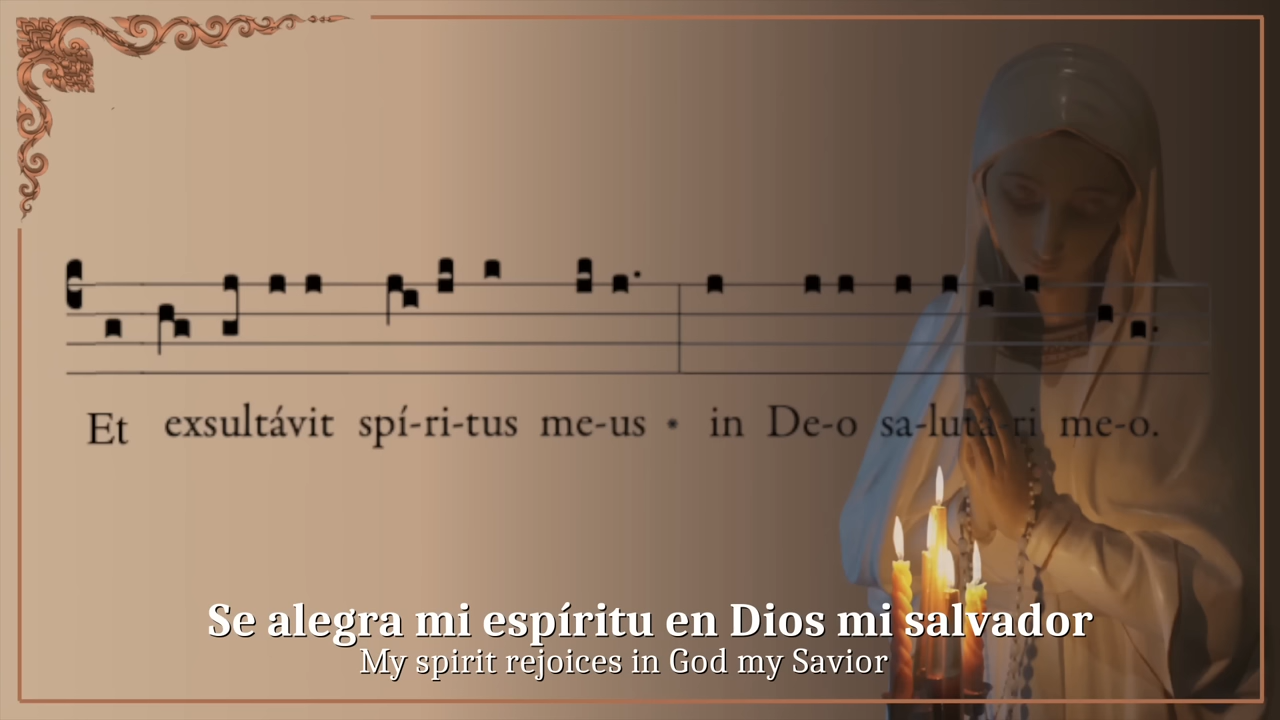 Et exsultávit spí-ri-tus me-us * in De-o sa-lutá-ri me-o.
Se alegra mi espíritu en Dios mi salvador
My spirit rejoices in God my Savior